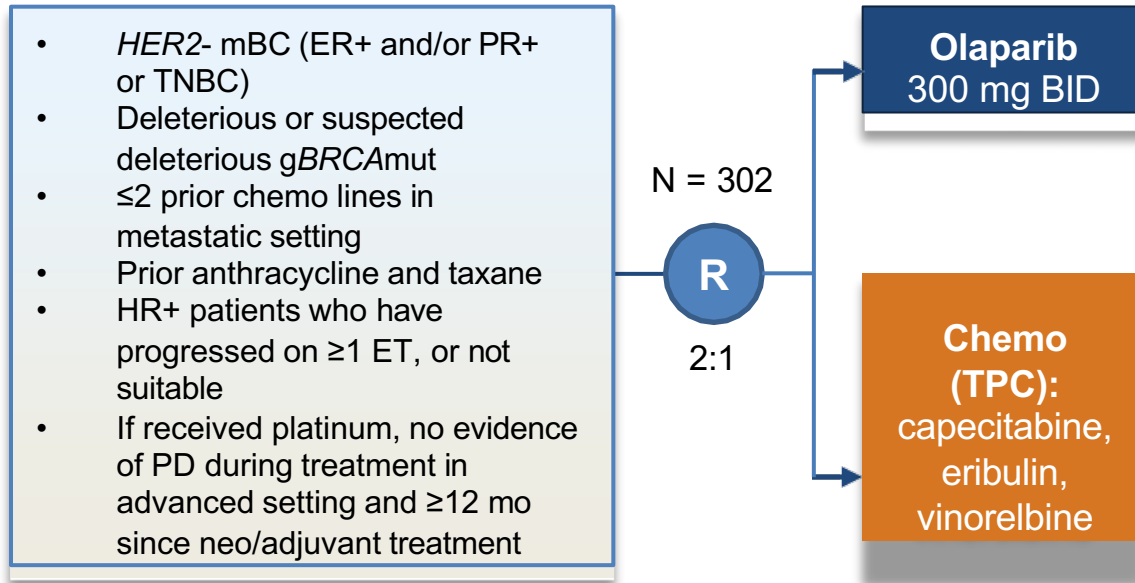 • HER2- mBC (ER+ and/or PR+
or TNBC)
• Deleterious or suspected
deleterious gBRCAmut
• ≤2 prior chemo lines in
metastatic setting
• Prior anthracycline and taxane
• HR+ patients who have
progressed on ≥1 ET, or not
suitable
• If received platinum, no evidence
of PD during treatment in
advanced setting and ≥12 mo
since neo/adjuvant treatment
N = 302
R
2:1
Olaparib
300 mg BID
Chemo
(TPC):
capecitabine,
eribulin,
vinorelbine